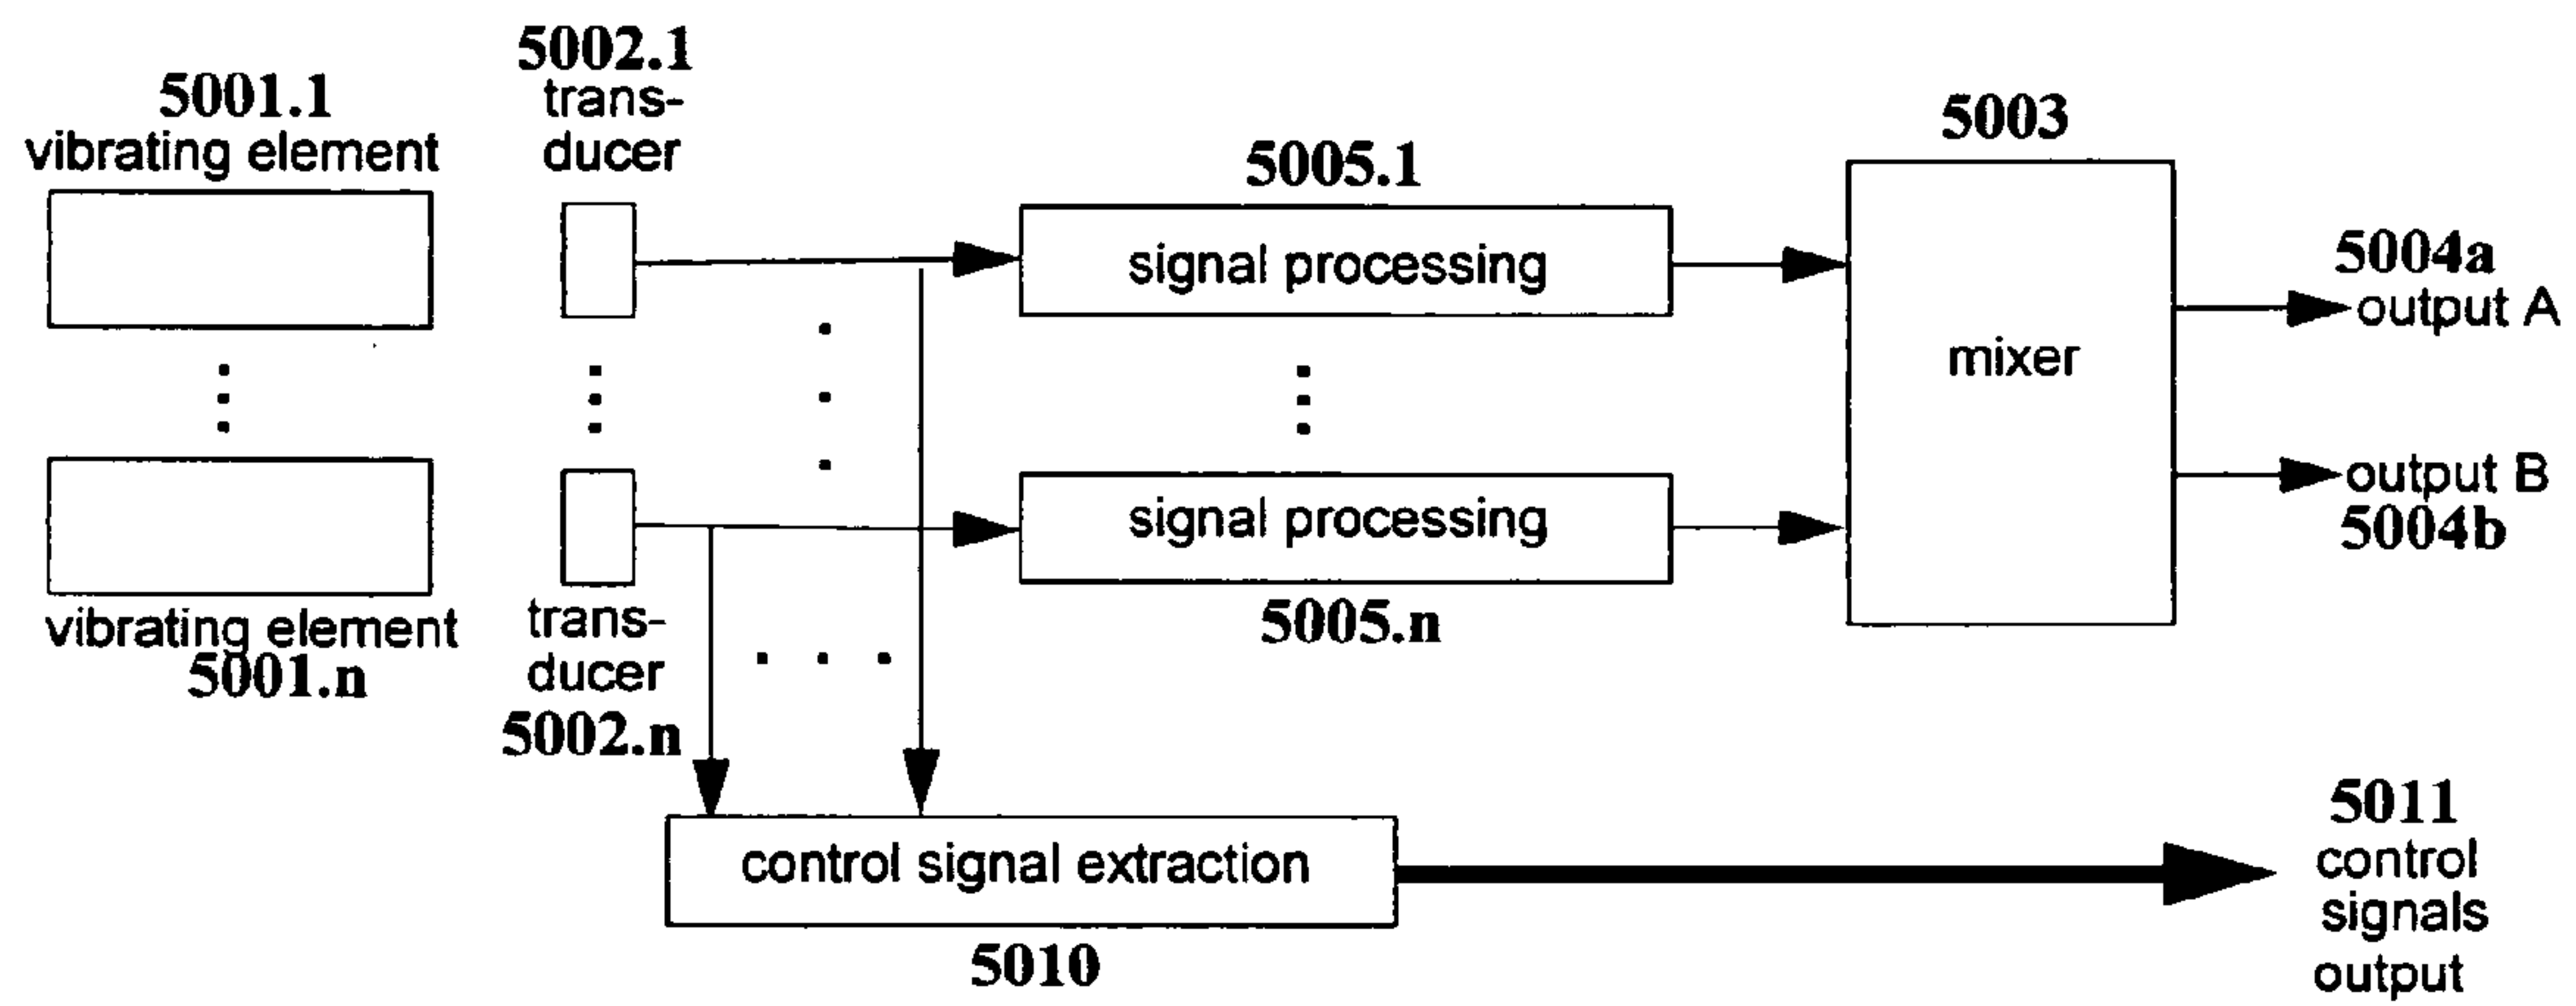 5001.1
vibrating element
5002.1
trans-
ducer
5005.1
signal processing
5003
mixer
5004a
output A
output B
5004b
signal processing
5005.n
vibrating element
5001.n
trans-
ducer
5002.n
control signal extraction
5010
5011
control
signals
output